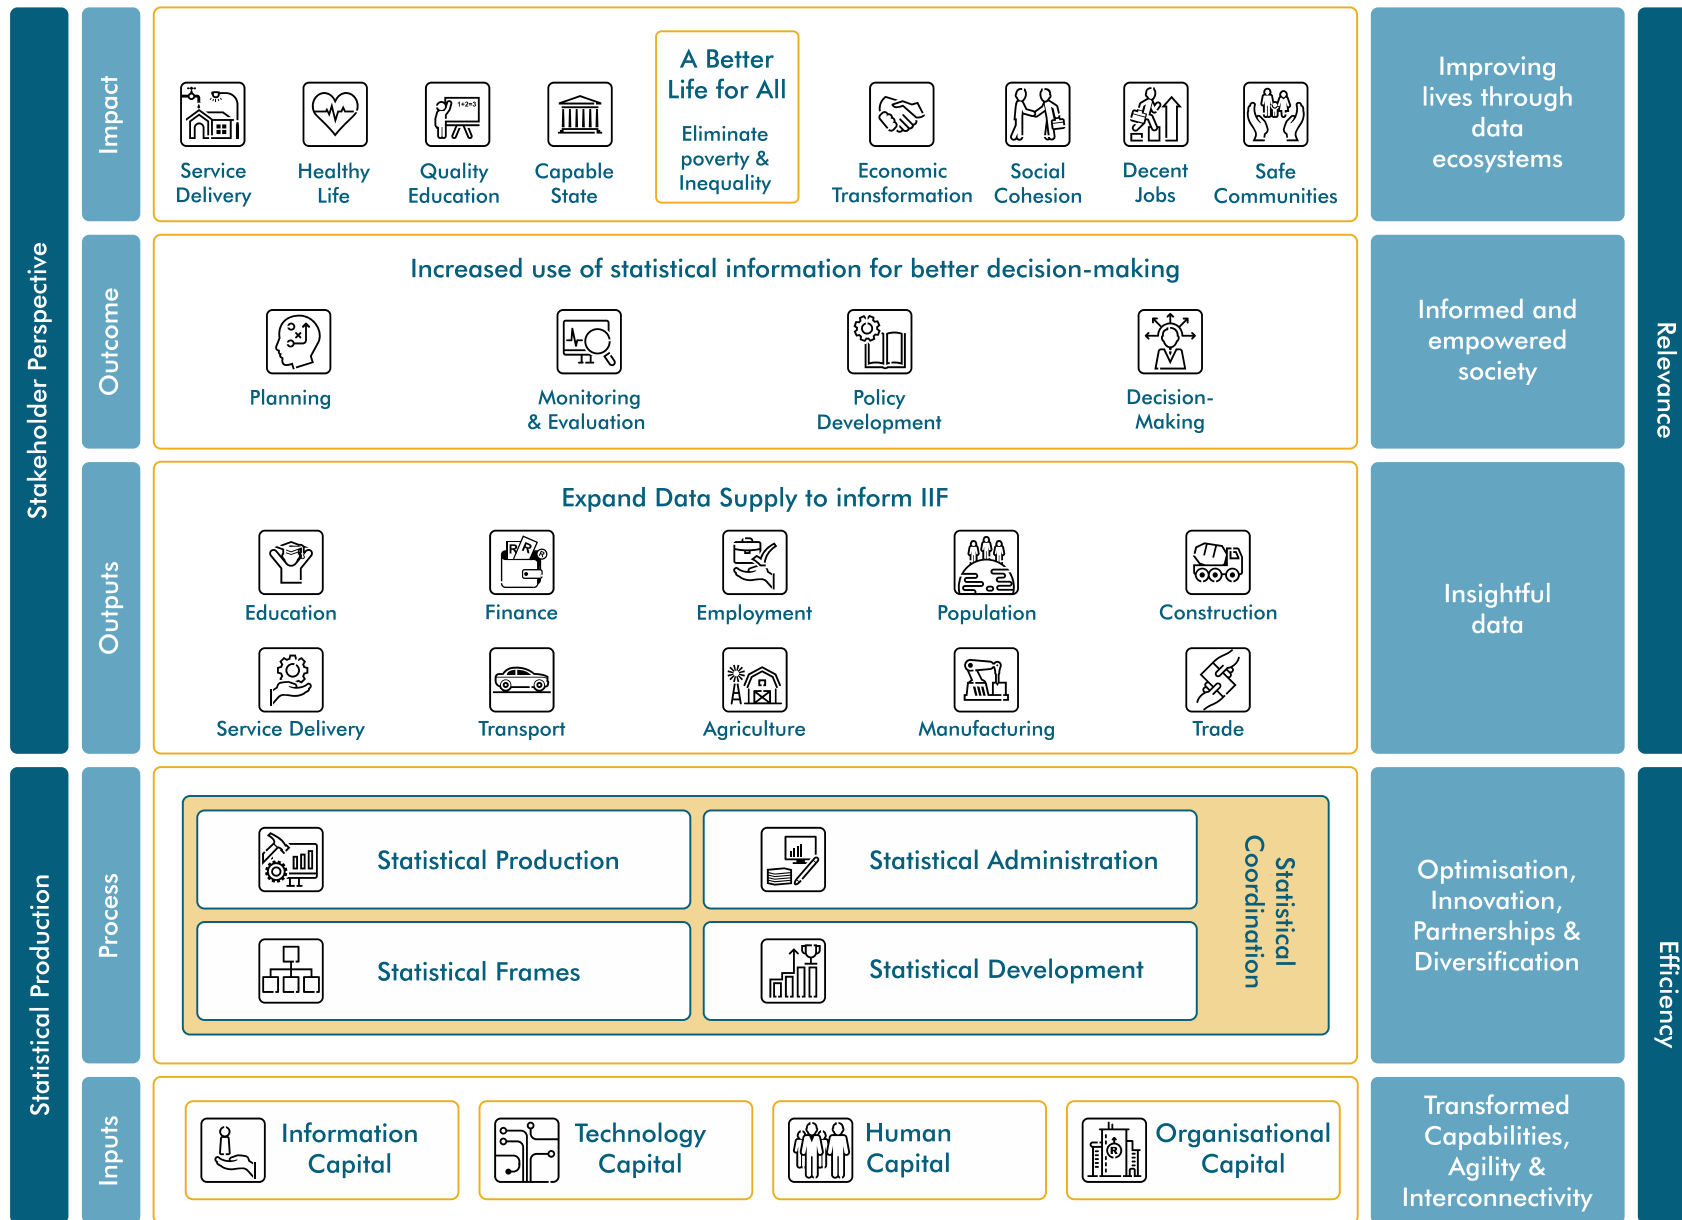 Stakeholder Perspective
Impact
Service
Delivery
Healthy
Life
1+2=3
Quality
Education
Capable
State
A Better
Life for All
Eliminate
poverty &
Inequality
Economic
Transformation
Social
Cohesion
Decent
Jobs
Safe
Communities
Improving
lives through
data
ecosystems
Relevance
Outcome
Increased use of statistical information for better decision-making
Planning
Monitoring
& Evaluation
Policy
Development
Decision-
Making
Informed and
empowered
society
Outputs
Expand Data Supply to inform IIF
Education
R R R
Finance
Employment
Population
Construction
Service Delivery
Transport
Agriculture
Manufacturing
Trade
Insightful
data
Statistical Production
Process
Statistical Production
Statistical Administration
Statistical Frames
Statistical Development
Statistical
Coordination
Optimisation,
Innovation,
Partnerships &
Diversification
Efficiency
Inputs
Information
Capital
Technology
Capital
Human
Capital
R
Organisational
Capital
Transformed
Capabilities,
Agility &
Interconnectivity